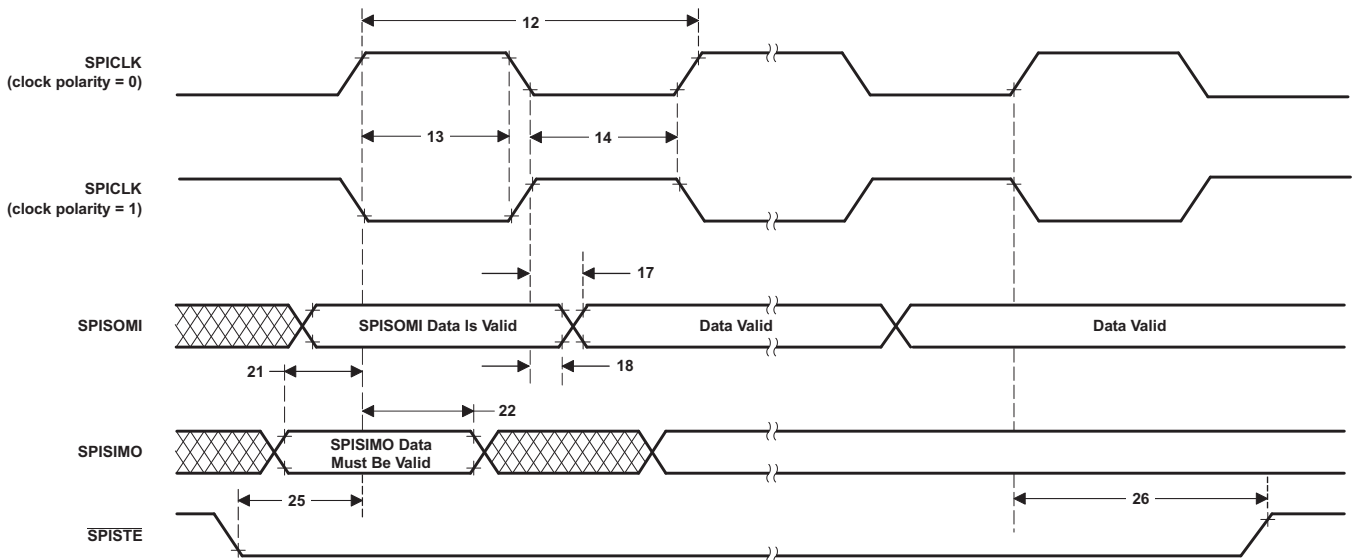 12
SPICLK
(clock polarity = 0)
13
14
SPICLK
(clock polarity = 1)
17
SPISOMI
SPISOMI Data Is Valid
Data Valid
Data Valid
21
18
22
SPISIMO
SPISIMO Data
Must Be Valid
25
26
SPISTE